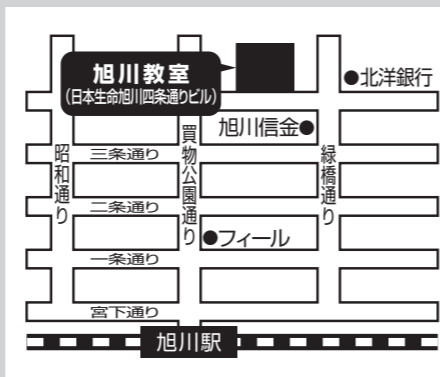 旭川教室
(日本生命旭川四条通りビル)
●北洋銀行
旭川信金●
昭和通り
買物公園通り
緑橋通り
三条通り
二条通り
●フィール
一条通り
宮下通り
旭川駅